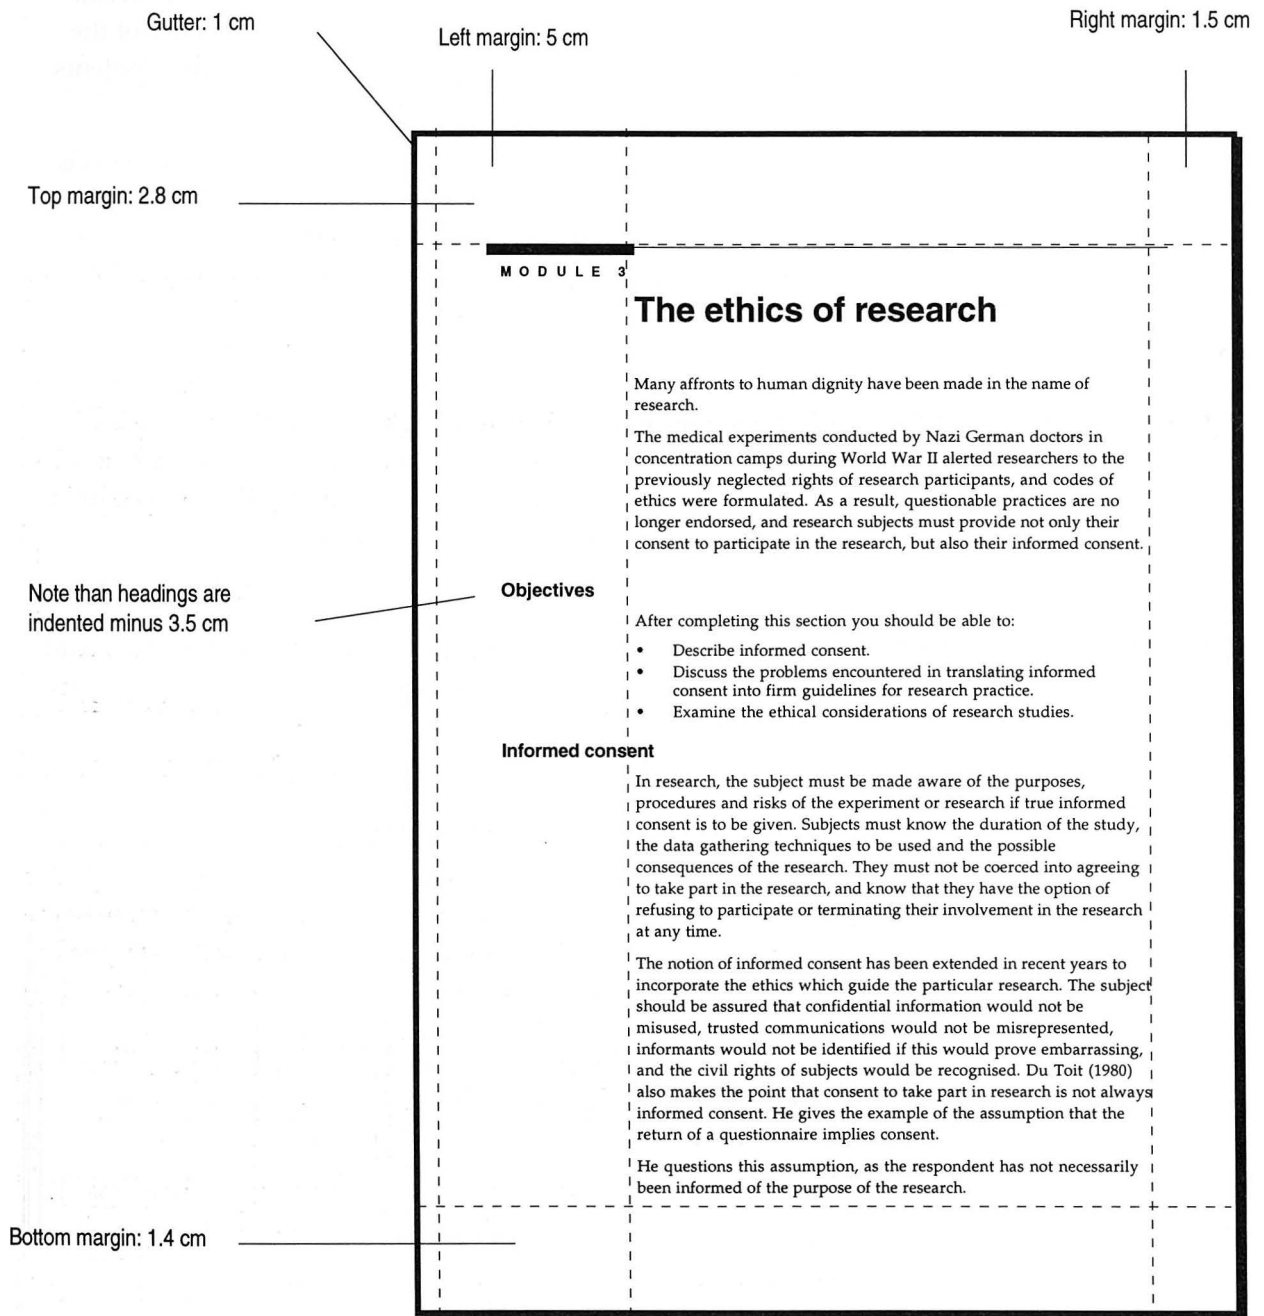 Gutter: 1 cm
Left margin: 5 cm
Right margin: 1.5 cm
Top margin: 2.8 cm
MODULE 3
The ethics of research
Many affronts to human dignity have been made in the name of
research.
The medical experiments conducted by Nazi German doctors in
concentration camps during World War II alerted researchers to the
previously neglected rights of research participants, and codes of
ethics were formulated. As a result, questionable practices are no
longer endorsed, and research subjects must provide not only their
consent to participate in the research, but also their informed consent.
Note than headings are
indented minus 3.5 cm
Objectives
After completing this section you should be able to:
• Describe informed consent.
• Discuss the problems encountered in translating informed
consent into firm guidelines for research practice.
• Examine the ethical considerations of research studies.
Informed consent
In research, the subject must be made aware of the purposes,
procedures and risks of the experiment or research if true informed
consent is to be given. Subjects must know the duration of the study,
the data gathering techniques to be used and the possible
consequences of the research. They must not be coerced into agreeing
to take part in the research, and know that they have the option of
refusing to participate or terminating their involvement in the research
at any time.
The notion of informed consent has been extended in recent years to
incorporate the ethics which guide the particular research. The subject
should be assured that confidential information would not be
misused, trusted communications would not be misrepresented,
informants would not be identified if this would prove embarrassing,
and the civil rights of subjects would be recognised. Du Toit (1980)
also makes the point that consent to take part in research is not always
informed consent. He gives the example of the assumption that the
return of a questionnaire implies consent.
He questions this assumption, as the respondent has not necessarily
been informed of the purpose of the research.
Bottom margin: 1.4 cm